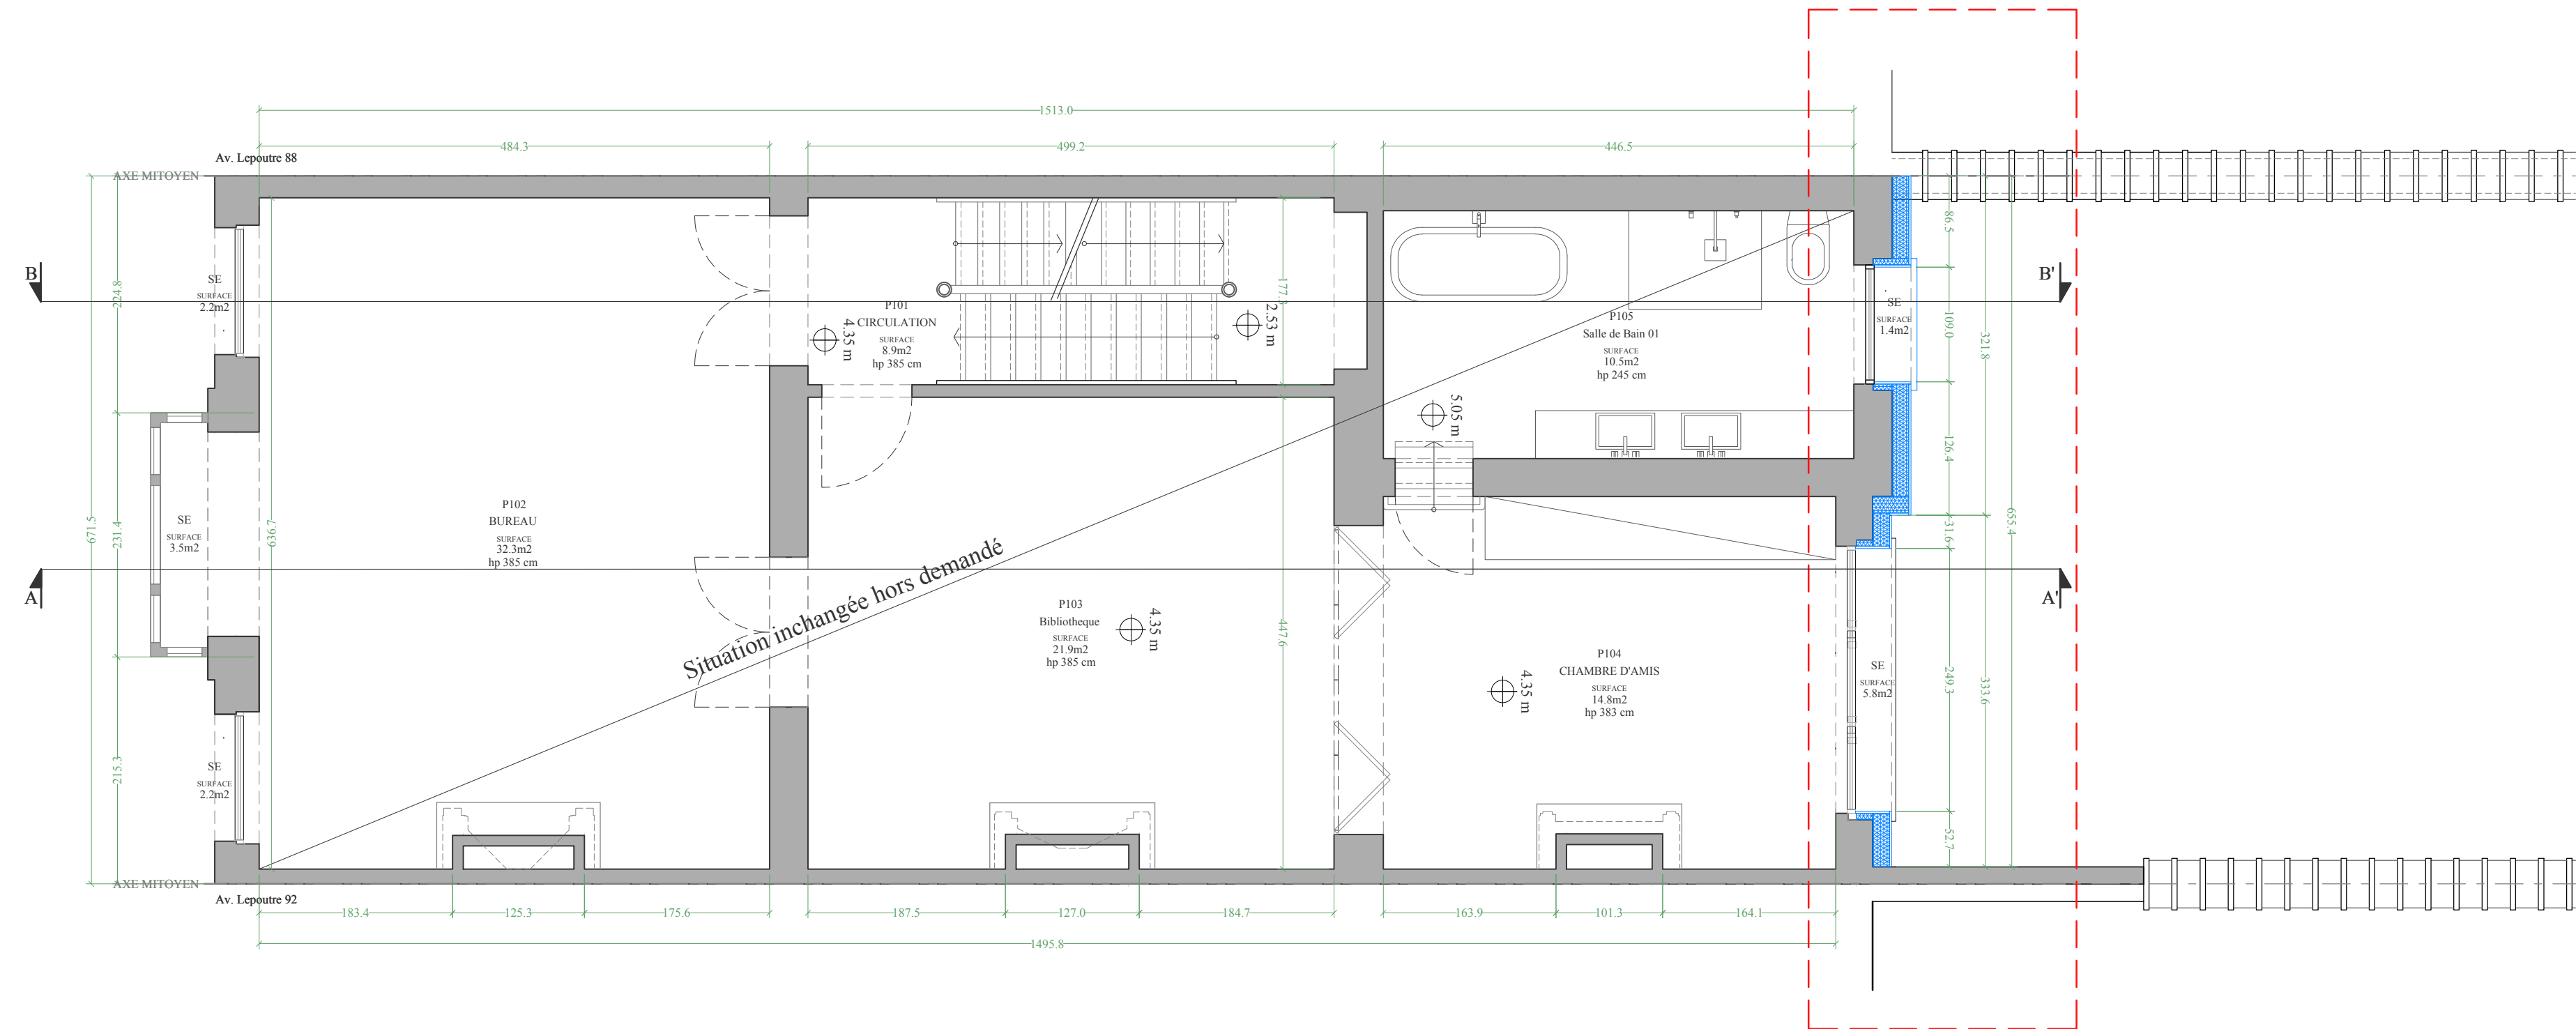 1513.0
484.3
499.2
446.5
Av. Lepoutre 88
AXE MITOYEN
B
B'
SE
SURFACE
2.2m2
224.8
671.5
231.4
215.3
636.7
SE
SURFACE
3.5m2
A
A'
SE
SURFACE
2.2m2
P102
BUREAU
SURFACE
32.3m2
hp 385 cm
P101
CIRCULATION
SURFACE
8.9m2
hp 385 cm
4.35 m
2.53 m
447.6
P103
Bibliotheque
SURFACE
21.9m2
hp 385 cm
4.35 m
Situation inchangée hors demandé
P105
Salle de Bain 01
SURFACE
10.5m2
hp 245 cm
5.05 m
P104
CHAMBRE D'AMIS
SURFACE
14.8m2
hp 383 cm
4.35 m
SE
SURFACE
1.4m2
SE
SURFACE
5.8m2
86.5
109.0
126.4
31.6
249.3
52.7
321.8
333.6
655.4
AXE MITOYEN
Av. Lepoutre 92
183.4
125.3
175.6
187.5
127.0
184.7
163.9
101.3
164.1
1495.8